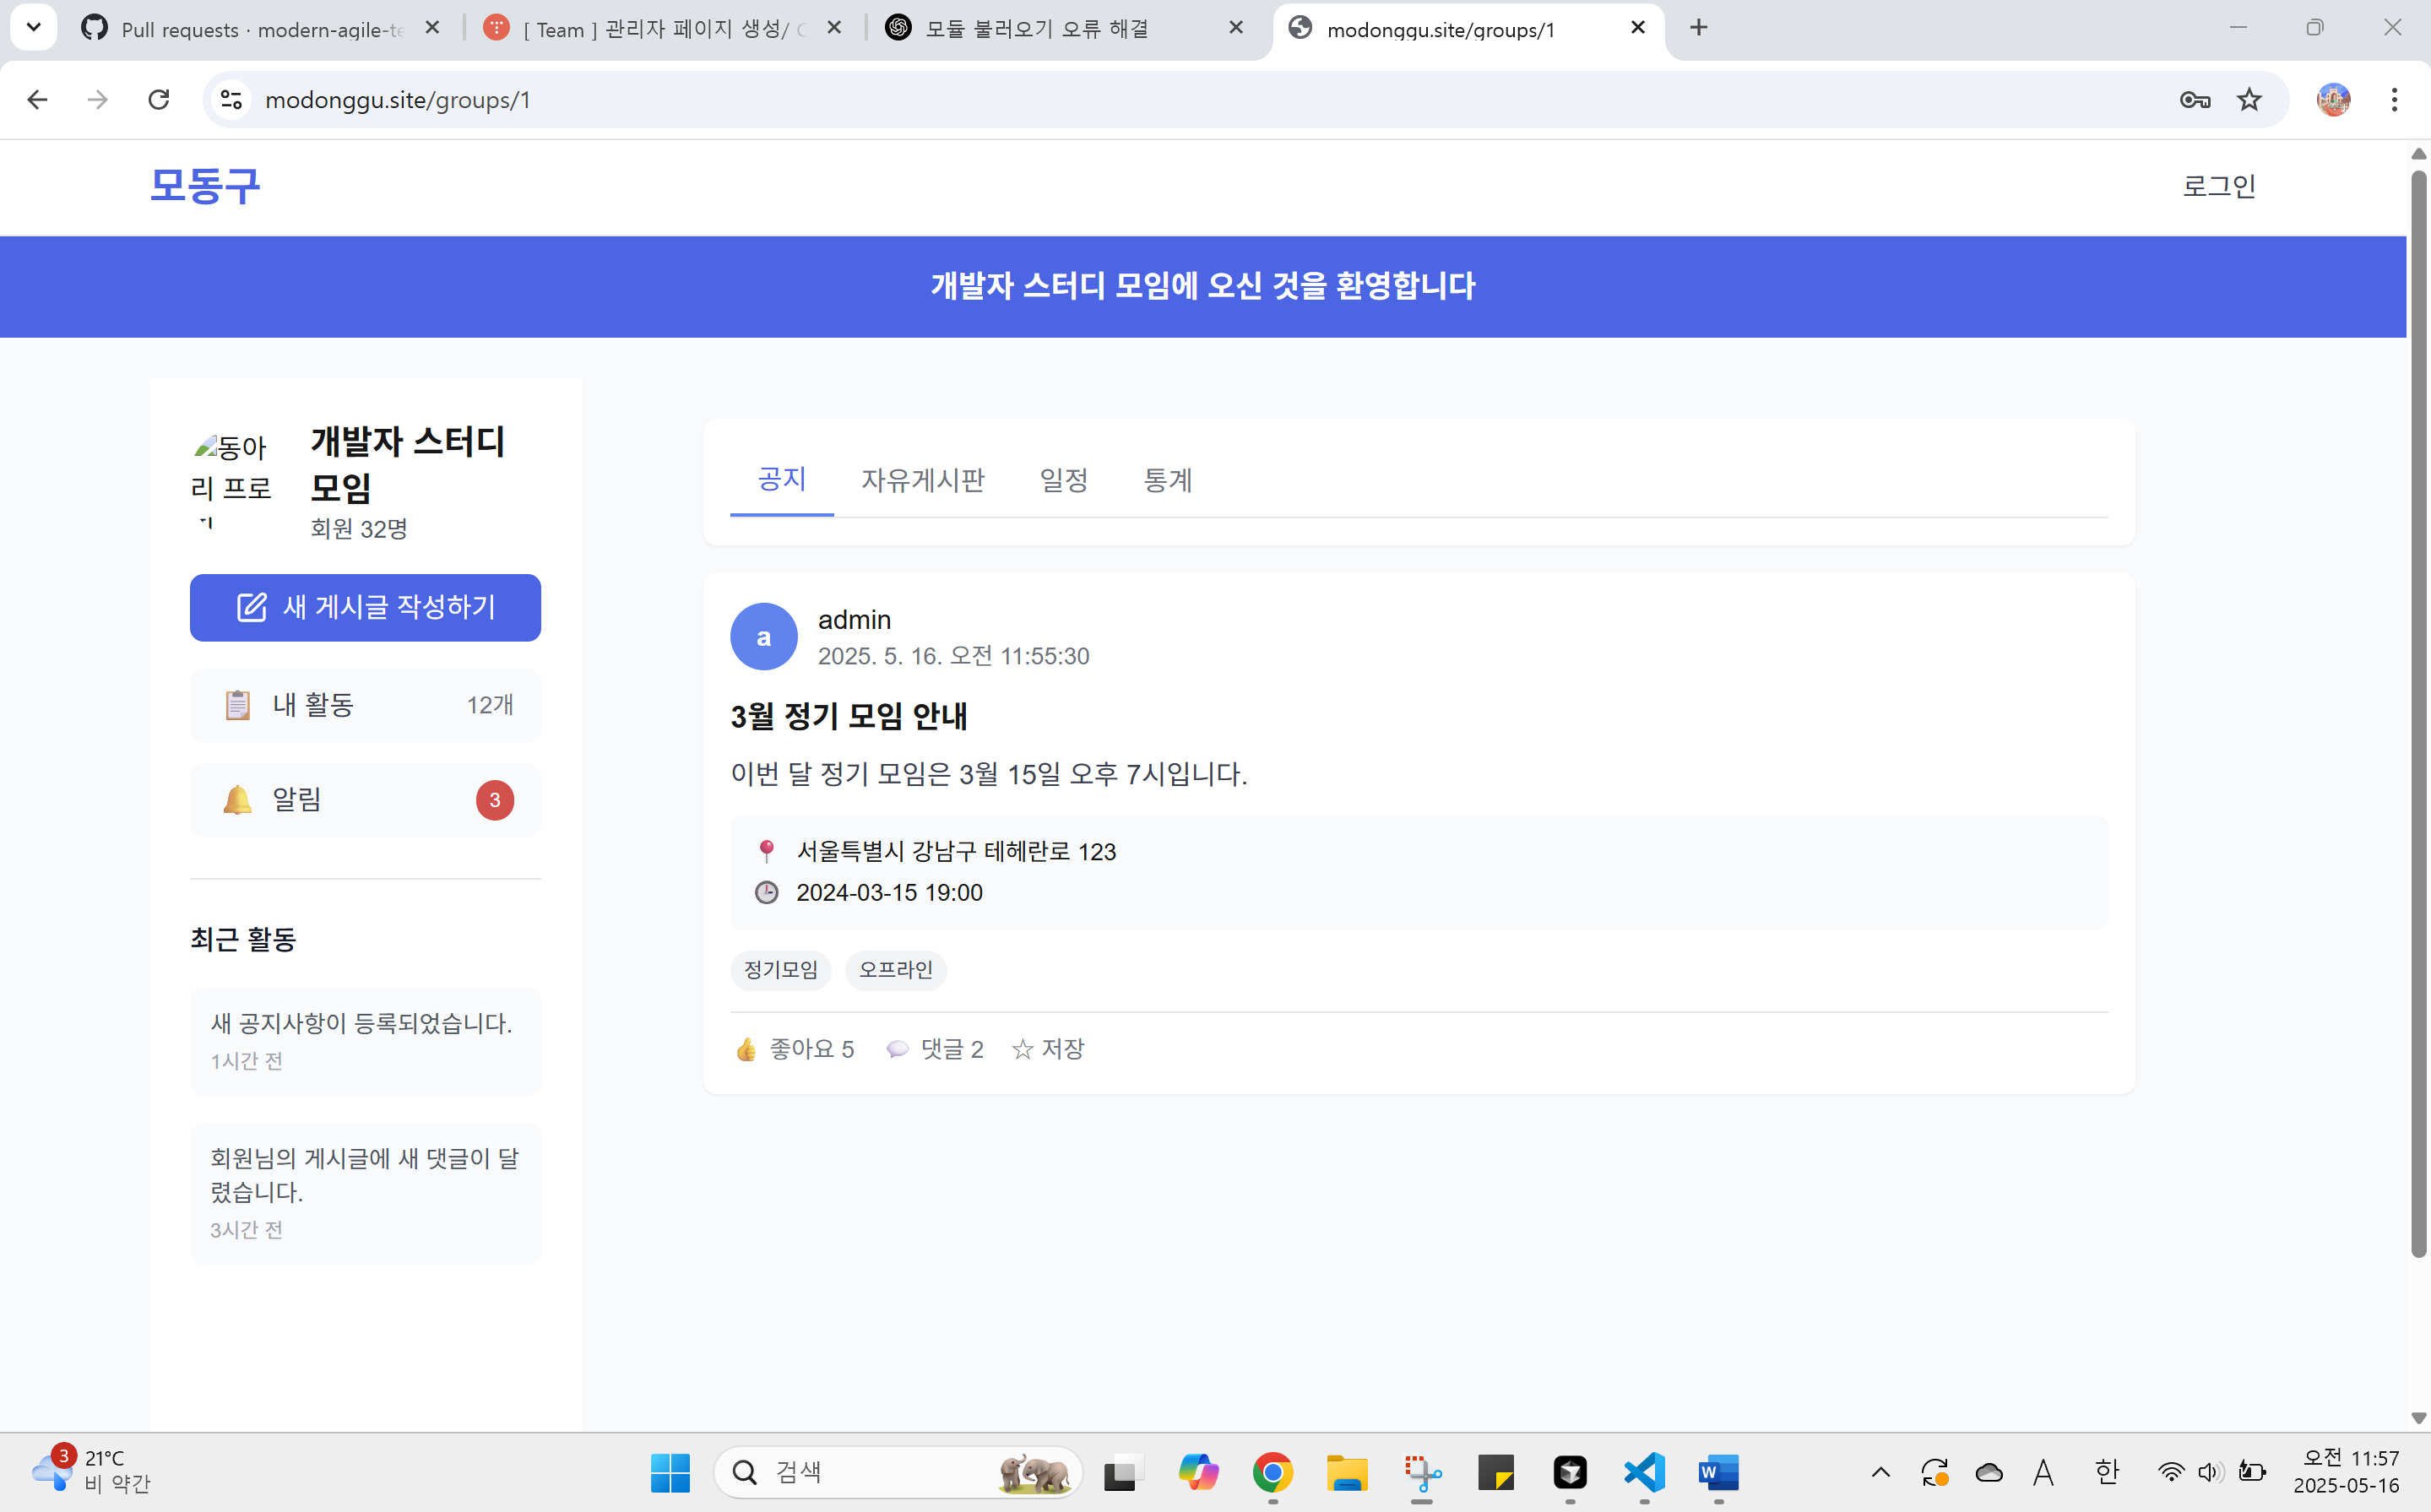 Pull requests · modern-agile-te
[ Team ] 관리자 페이지 생성/
모듈 불러오기 오류 해결
modonggu.site/groups/1
modonggu.site/groups/1
모동구
로그인
개발자 스터디 모임에 오신 것을 환영합니다
동아
리 프로
개발자 스터디
모임
회원 32명
새 게시글 작성하기
내 활동
12개
알림
3
최근 활동
새 공지사항이 등록되었습니다.
1시간 전
회원님의 게시글에 새 댓글이 달
렸습니다.
3시간 전
공지
자유게시판
일정
통계
a
admin
2025. 5. 16. 오전 11:55:30
3월 정기 모임 안내
이번 달 정기 모임은 3월 15일 오후 7시입니다.
서울특별시 강남구 테헤란로 123
2024-03-15 19:00
정기모임
오프라인
좋아요 5
댓글 2
☆ 저장
3
21°C
비 약간
검색
W
A
한
오전 11:57
2025-05-16